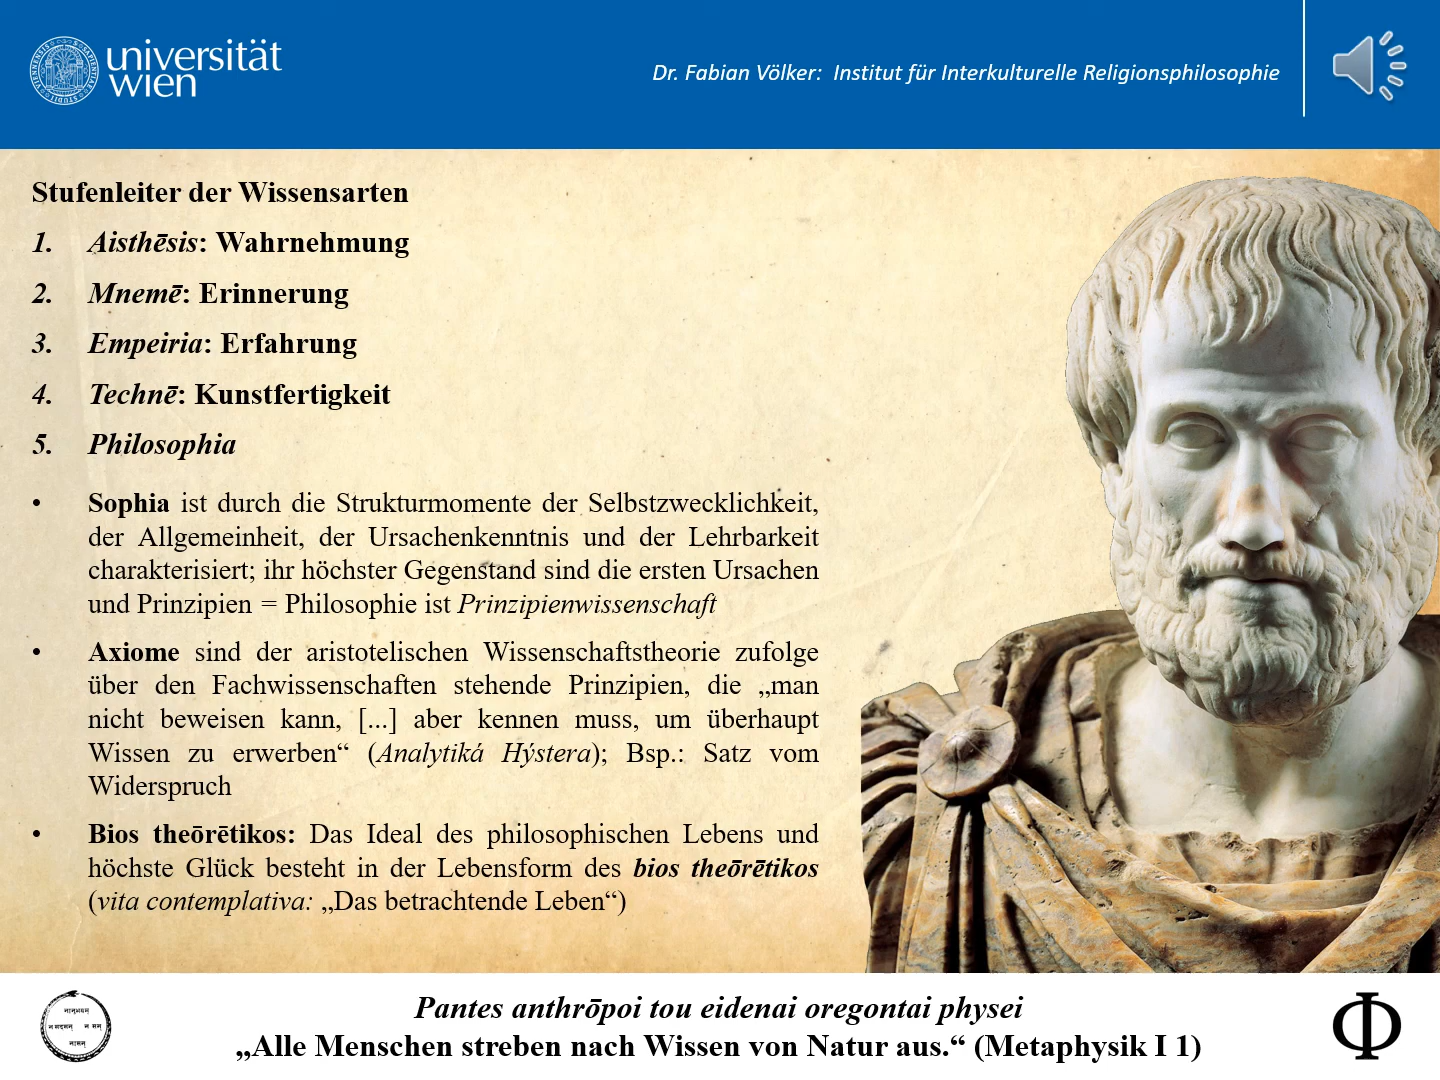 universität
wien
Dr. Fabian Völker: Institut für Interkulturelle Religionsphilosophie
Stufenleiter der Wissensarten
1. Aisthēsis: Wahrnehmung
2. Mnemē: Erinnerung
3. Empeiria: Erfahrung
4. Technē: Kunstfertigkeit
5. Philosophia
• Sophia ist durch die Strukturmomente der Selbstzwecklichkeit,
der Allgemeinheit, der Ursachenkenntnis und der Lehrbarkeit
charakterisiert; ihr höchster Gegenstand sind die ersten Ursachen
und Prinzipien = Philosophie ist Prinzipienwissenschaft
• Axiome sind der aristotelischen Wissenschaftstheorie zufolge
über den Fachwissenschaften stehende Prinzipien, die „man
nicht beweisen kann, [...] aber kennen muss, um überhaupt
Wissen zu erwerben“ (Analytiká Hýstera); Bsp.: Satz vom
Widerspruch
• Bios theōrētikos: Das Ideal des philosophischen Lebens und
höchste Glück besteht in der Lebensform des bios theōrētikos
(vita contemplativa: „Das betrachtende Leben“)
Pantes anthrōpoi tou eidenai oregontai physei
„Alle Menschen streben nach Wissen von Natur aus.“ (Metaphysik I 1)
Φ